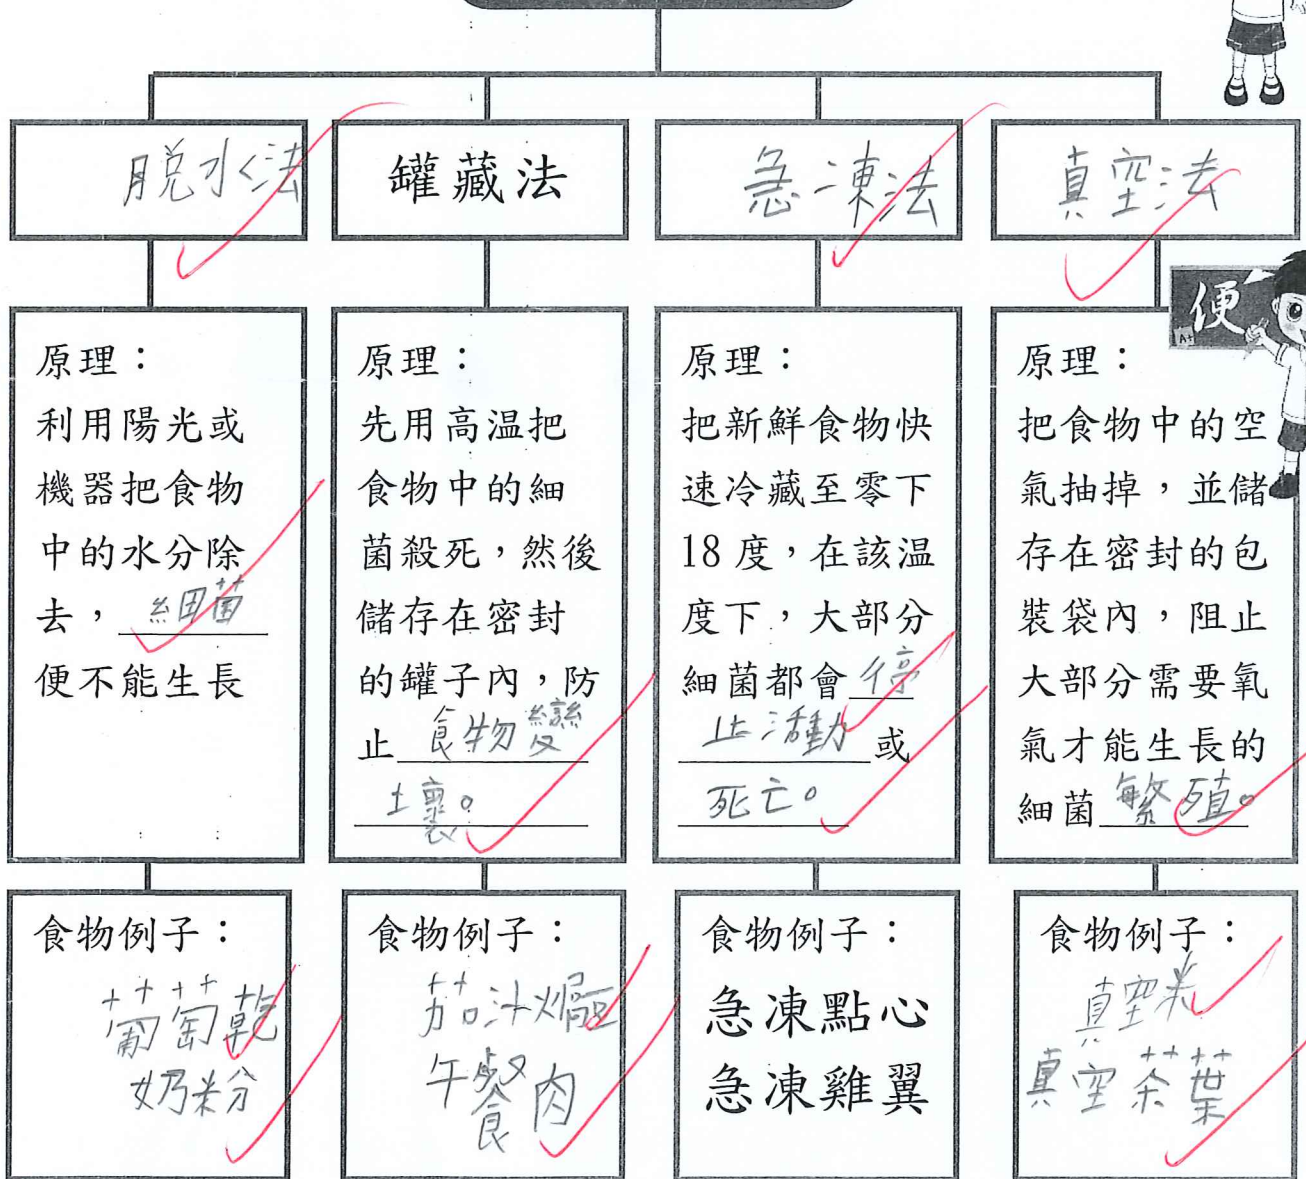 脱水法
罐藏法
急凍法
真空法
便
A+
原理：
利用陽光或
機器把食物
中的水分除
去，細菌
便不能生長
原理：
先用高溫把
食物中的細
菌殺死，然後
儲存在密封
的罐子內，防
止食物變
壞。
原理：
把新鮮食物快
速冷藏至零下
18度，在該溫
度下，大部分
細菌都會停
止活動或
死亡。
原理：
把食物中的空
氣抽掉，並儲
存在密封的包
裝袋內，阻止
大部分需要氧
氣才能生長的
細菌繁殖。
食物例子：
葡萄乾
奶粉
食物例子：
茄汁焗豆
午餐肉
食物例子：
急凍點心
急凍雞翼
食物例子：
真空米
真空茶葉